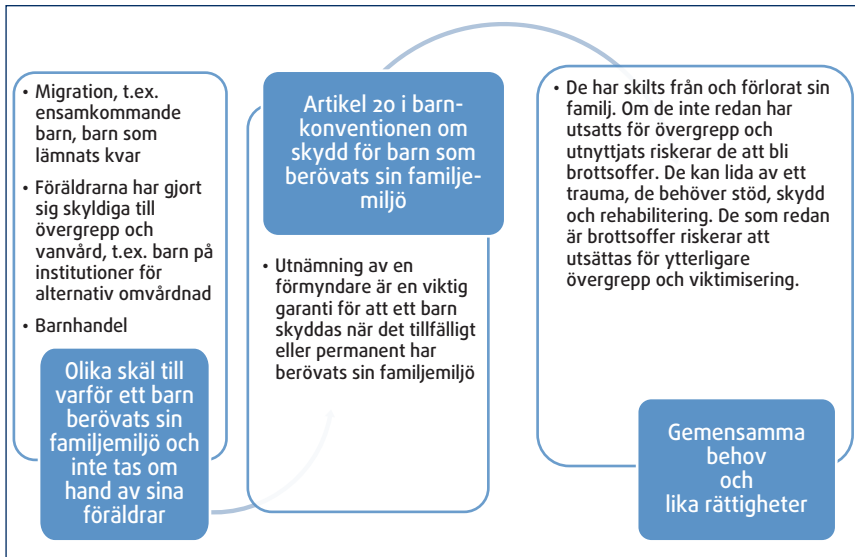 • Migration, t.ex.
ensamkommande
barn, barn som
lämnats kvar
• Föräldrarna har gjort
sig skyldiga till
övergrepp och
vanvård, t.ex. barn på
institutioner för
alternativ omvårdnad
• Barnhandel
Olika skäl till
varför ett barn
berövats sin
familjemiljö och
inte tas om
hand av sina
föräldrar
Artikel 20 i barn-
konventionen om
skydd för barn som
berövats sin familje-
miljö
• Utnämning av en
förmyndare är en viktig
garanti för att ett barn
skyddas när det tillfälligt
eller permanent har
berövats sin familjemiljö
• De har skilts från och förlorat sin
familj. Om de inte redan har
utsatts för övergrepp och
utnyttjats riskerar de att bli
brottsoffer. De kan lida av ett
trauma, de behöver stöd, skydd
och rehabilitering. De som redan
är brottsoffer riskerar att
utsättas för ytterligare
övergrepp och viktimisering.
Gemensamma
behov
och
lika rättigheter